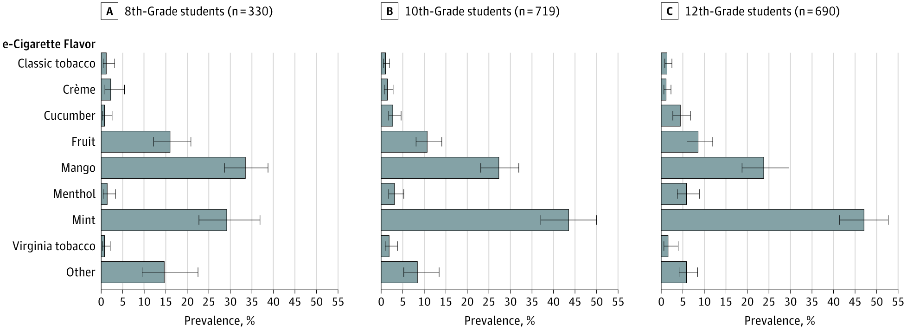 A 8th-Grade students (n = 330)
B 10th-Grade students (n = 719)
C 12th-Grade students (n = 690)
e-Cigarette Flavor
Classic tobacco
Crème
Cucumber
Fruit
Mango
Menthol
Mint
Virginia tobacco
Other
0 5 10 15 20 25 30 35 40 45 50 55
0 5 10 15 20 25 30 35 40 45 50 55
0 5 10 15 20 25 30 35 40 45 50 55
Prevalence, %
Prevalence, %
Prevalence, %